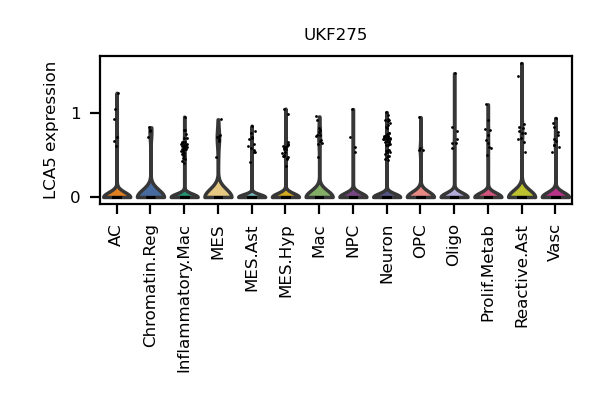 UKF275
LCA5 expression
1
0
AC
Chromatin.Reg
Inflammatory.Mac
MES
MES.Ast
MES.Hyp
Mac
NPC
Neuron
OPC
Oligo
Prolif.Metab
Reactive.Ast
Vasc